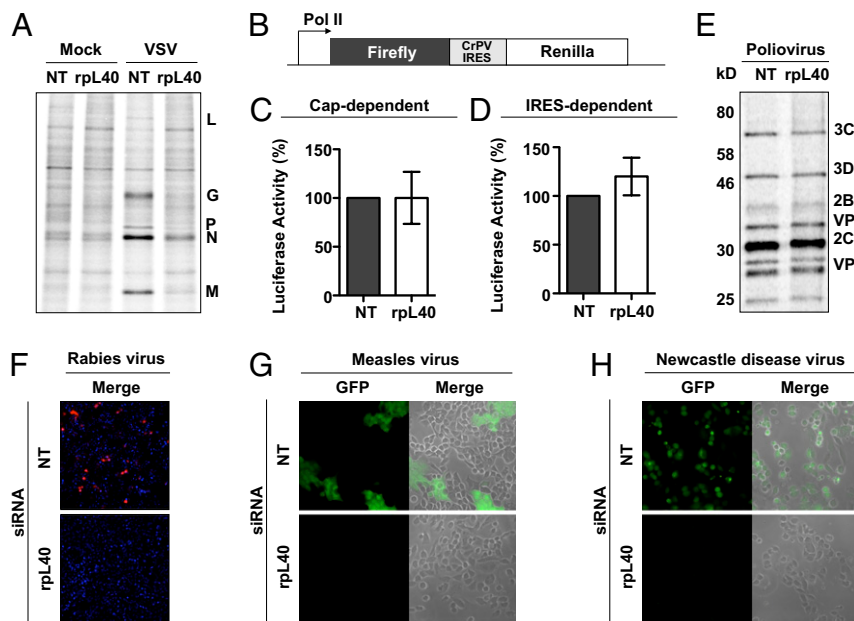 A
Mock VSV
NT rpL40 NT rpL40
L
G
P
N
M
B
Pol II
Firefly CrPV IRES Renilla
C
Cap-dependent
Luciferase Activity (%)
150
100
50
0
NT rpL40
D
IRES-dependent
Luciferase Activity (%)
150
100
50
0
NT rpL40
E
Poliovirus
kD NT rpL40
80
58
46
30
25
3C
3D
2B
VP
2C
VP
F
Rabies virus
Merge
siRNA
NT
rpL40
G
Measles virus
GFP Merge
siRNA
NT
rpL40
H
Newcastle disease virus
GFP Merge
siRNA
NT
rpL40